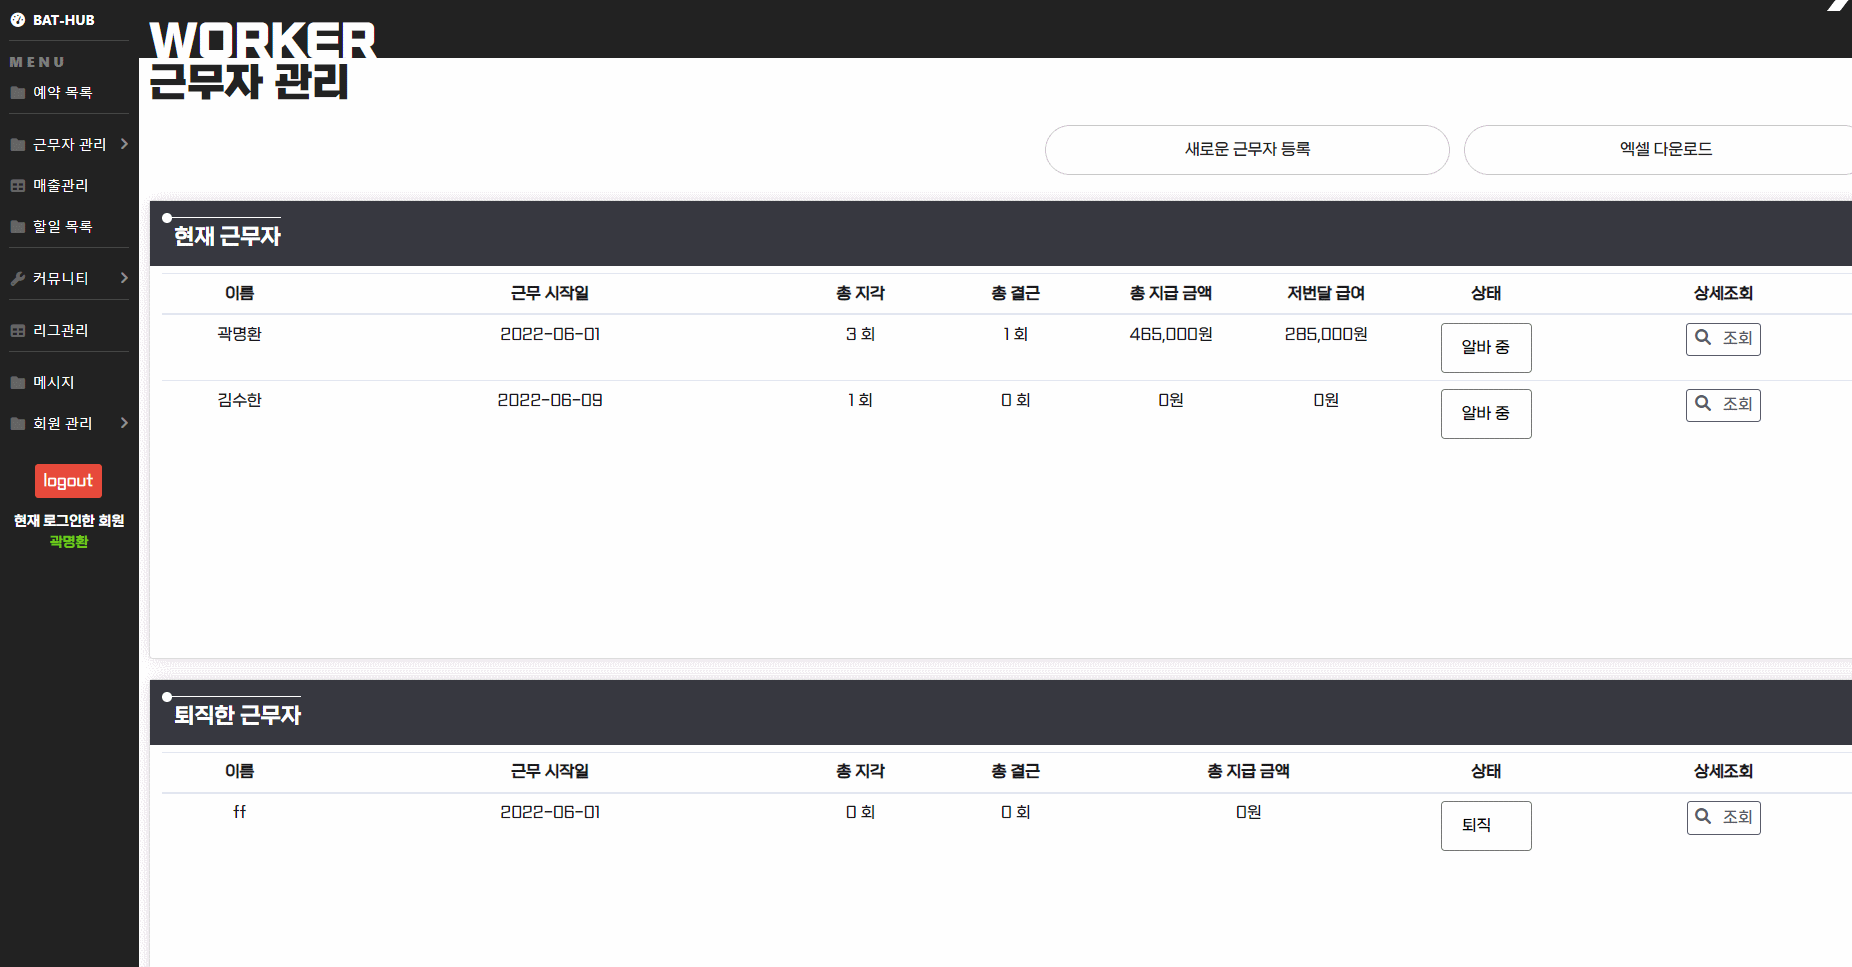 BAT-HUB
MENU
예약 목록
근무자 관리
매출관리
할일 목록
커뮤니티
리그관리
메시지
회원 관리
logout
현재 로그인한 회원
곽명환
WORKER
근무자 관리
새로운 근무자 등록 엑셀 다운로드
현재 근무자
이름 근무 시작일 총 지각 총 결근 총 지급 금액 저번달 급여 상태 상세조회
곽명환 2022-06-01 3 회 1 회 465,000원 285,000원 알바 중 조회
김수한 2022-06-09 1 회 0 회 0원 0원 알바 중 조회
퇴직한 근무자
이름 근무 시작일 총 지각 총 결근 총 지급 금액 상태 상세조회
ff 2022-06-01 0 회 0 회 0원 퇴직 조회